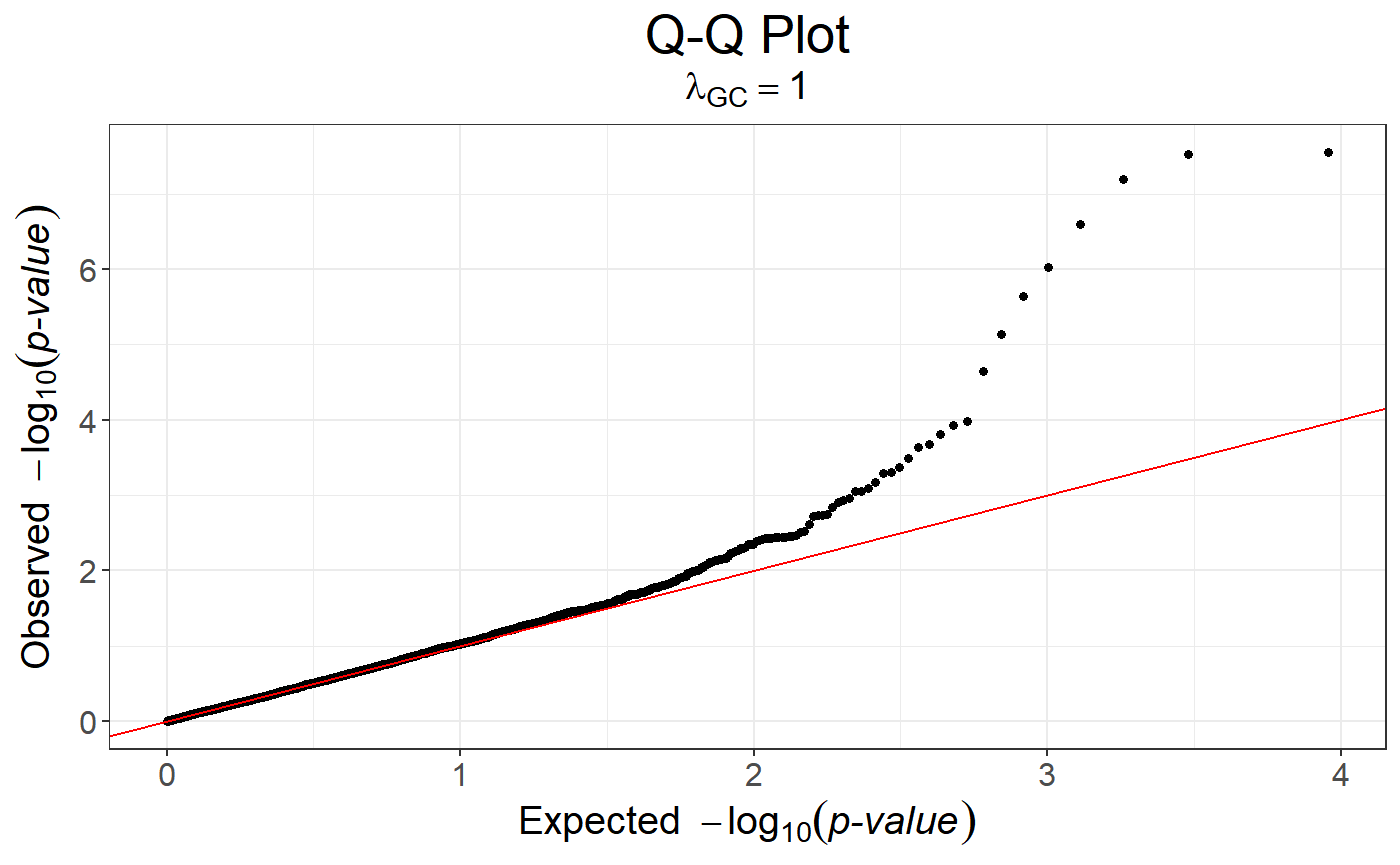 Q-Q Plot
λGC = 1
Observed −log10(p-value)
6
4
2
0
0 1 2 3 4
Expected −log10(p-value)